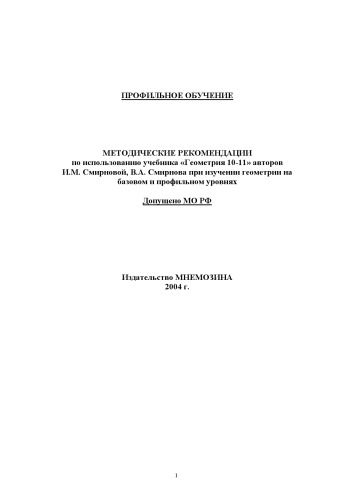 ПРОФИЛЬНОЕ ОБУЧЕНИЕ
МЕТОДИЧЕСКИЕ РЕКОМЕНДАЦИИ
по использованию учебника «Геометрия 10-11» авторов
И.М. Смирновой, В.А. Смирнова при изучении геометрии на
базовом и профильном уровнях
Допущено МО РФ
Издательство МНЕМОЗИНА
2004 г.
1